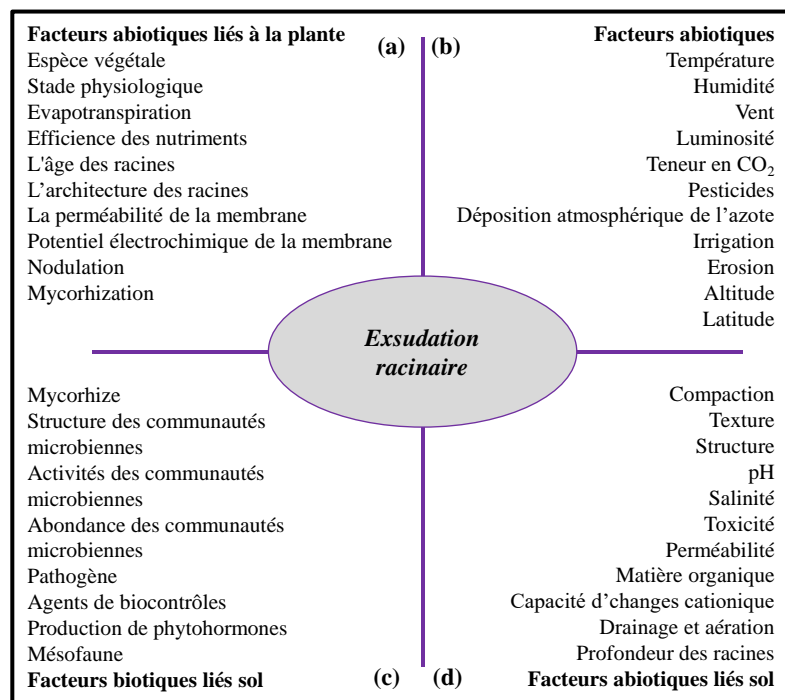 Facteurs abiotiques liés à la plante
Espèce végétale
Stade physiologique
Evapotranspiration
Efficience des nutriments
L'âge des racines
L’architecture des racines
La perméabilité de la membrane
Potentiel électrochimique de la membrane
Nodulation
Mycorhization
(a)
(b)
Facteurs abiotiques
Température
Humidité
Vent
Luminosité
Teneur en CO2
Pesticides
Déposition atmosphérique de l’azote
Irrigation
Erosion
Altitude
Latitude
Exsudation
racinaire
Mycorhize
Structure des communautés
microbiennes
Activités des communautés
microbiennes
Abondance des communautés
microbiennes
Pathogène
Agents de biocontrôles
Production de phytohormones
Mésofaune
Facteurs biotiques liés sol
(c)
(d)
Compaction
Texture
Structure
pH
Salinité
Toxicité
Perméabilité
Matière organique
Capacité d’changes cationique
Drainage et aération
Profondeur des racines
Facteurs abiotiques liés sol